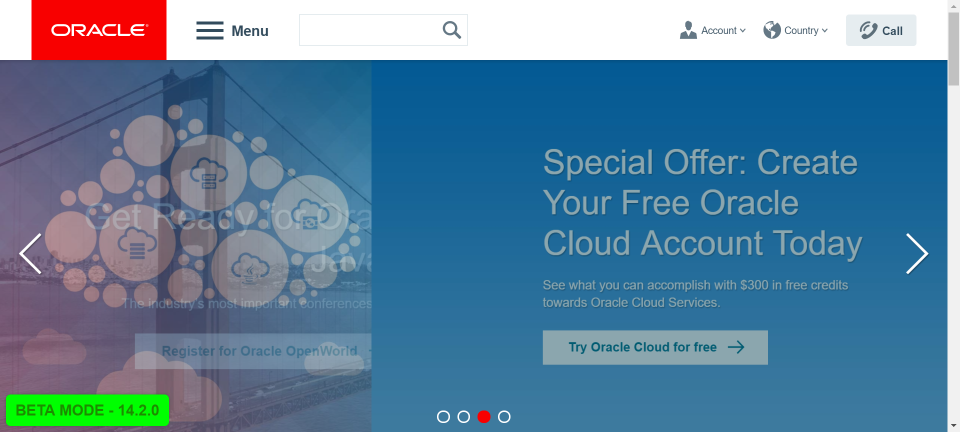 ORACLE
Menu
Account
Country
Call
Special Offer: Create
Your Free Oracle
Cloud Account Today
See what you can accomplish with $300 in free credits
towards Oracle Cloud Services.
Try Oracle Cloud for free
Get Ready for Ora
Java
The industry's most important conferences
Register for Oracle OpenWorld
BETA MODE - 14.2.0